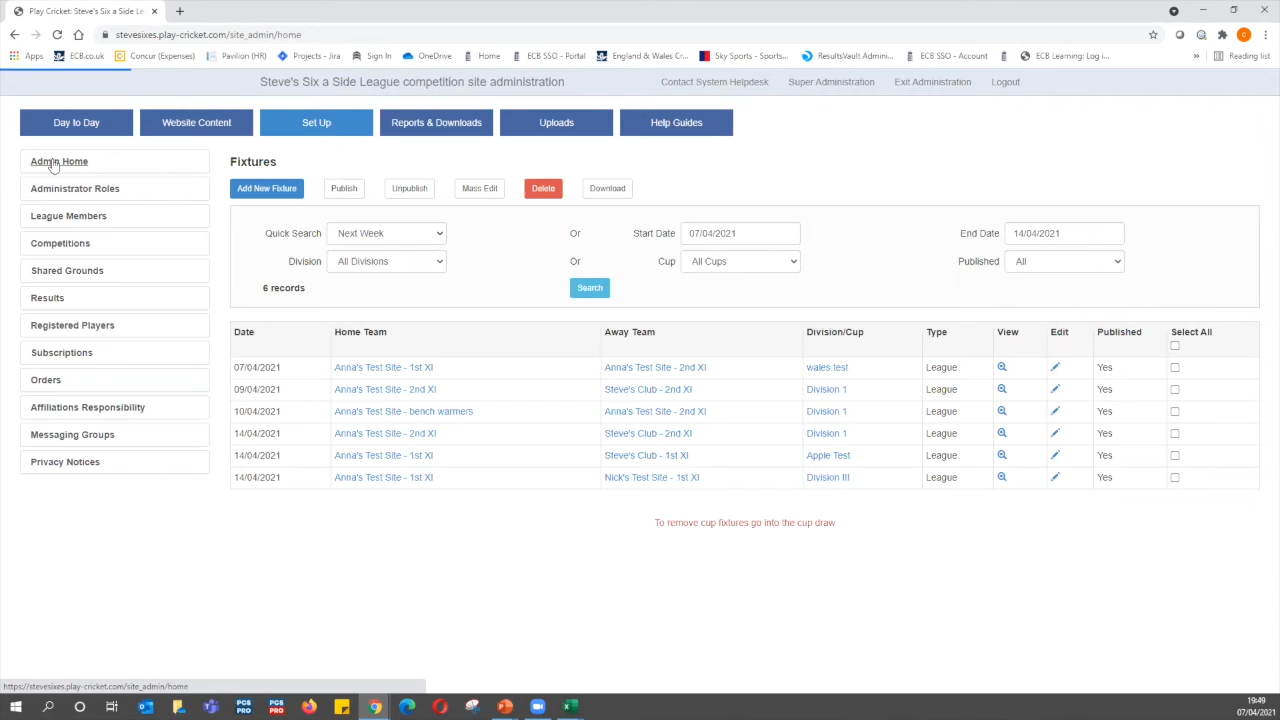 Play Cricket: Steve's Six a Side Le
stevesixes.play-cricket.com/site_admin/home
Apps ECB.co.uk Concur (Expenses) Pavilion (HR) Projects - Jira Sign In OneDrive Home ECB SSO - Portal England & Wales Cr... Sky Sports - Sports... ResultsVault Adminis... ECB SSO - Account ECB Learning: Log i... » Reading list
Steve's Six a Side League competition site administration Contact System Helpdesk Super Administration Exit Administration Logout
Day to Day Website Content Set Up Reports & Downloads Uploads Help Guides
Admin Home
Administrator Roles
League Members
Competitions
Shared Grounds
Results
Registered Players
Subscriptions
Orders
Affiliations Responsibility
Messaging Groups
Privacy Notices
Fixtures
Add New Fixture Publish Unpublish Mass Edit Delete Download
Quick Search Next Week Or Start Date 07/04/2021 End Date 14/04/2021
Division All Divisions Or Cup All Cups Published All
6 records Search
Date Home Team Away Team Division/Cup Type View Edit Published Select All
07/04/2021 Anna's Test Site - 1st XI Anna's Test Site - 2nd XI wales test League Yes
09/04/2021 Anna's Test Site - 2nd XI Steve's Club - 2nd XI Division 1 League Yes
10/04/2021 Anna's Test Site - bench warmers Anna's Test Site - 2nd XI Division 1 League Yes
14/04/2021 Anna's Test Site - 2nd XI Steve's Club - 2nd XI Division 1 League Yes
14/04/2021 Anna's Test Site - 1st XI Steve's Club - 1st XI Apple Test League Yes
14/04/2021 Anna's Test Site - 1st XI Nick's Test Site - 1st XI Division III League Yes
To remove cup fixtures go into the cup draw
https://stevesixes.play-cricket.com/site_admin/home
PCS PRO PCS PRO
19:49
07/04/2021